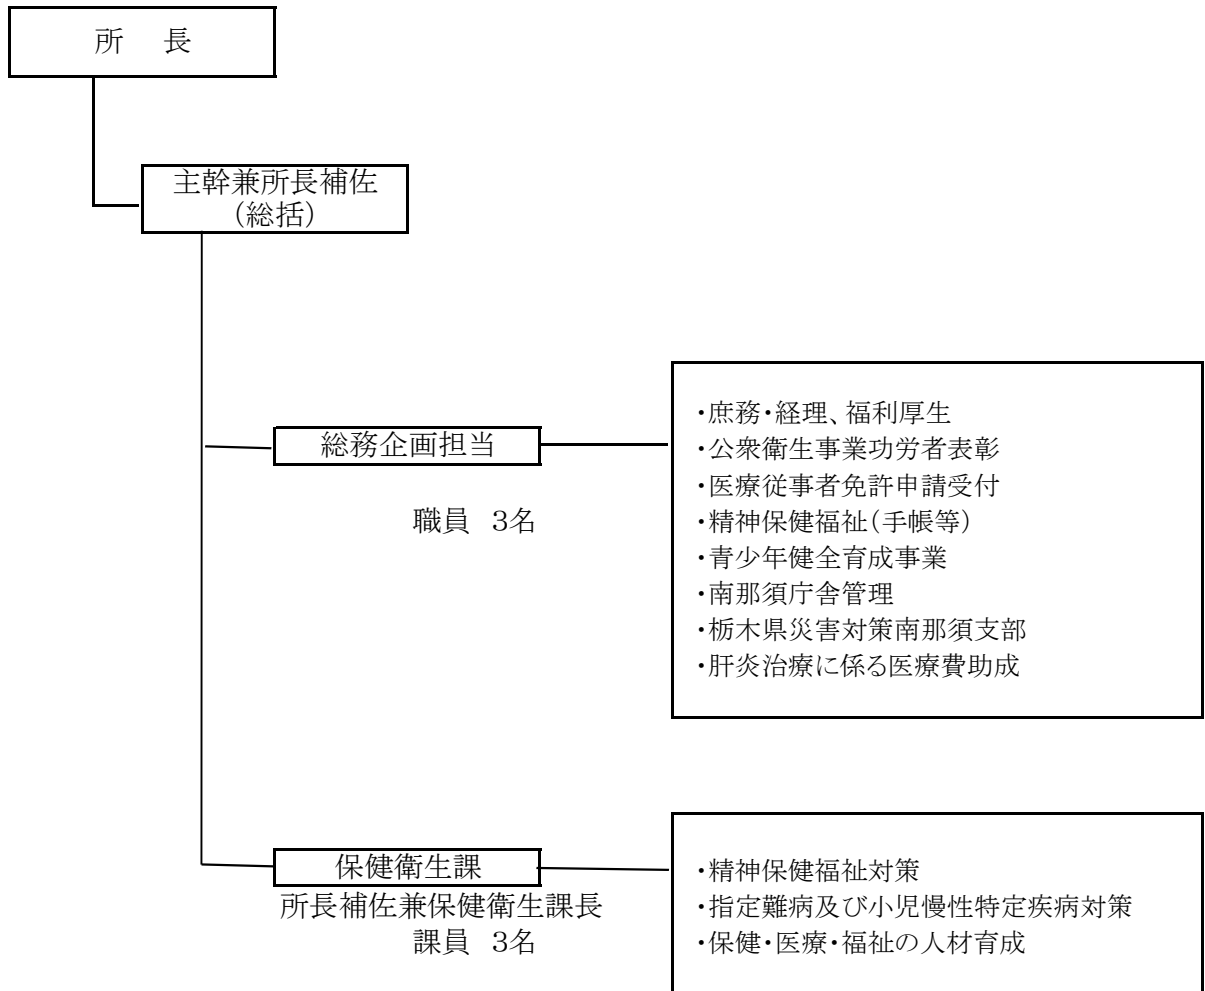 所　長
主幹兼所長補佐
（総括）
総務企画担当
職員　3名
・庶務・経理、福利厚生
・公衆衛生事業功労者表彰
・医療従事者免許申請受付
・精神保健福祉（手帳等）
・青少年健全育成事業
・南那須庁舎管理
・栃木県災害対策南那須支部
・肝炎治療に係る医療費助成
保健衛生課
所長補佐兼保健衛生課長
課員　3名
・精神保健福祉対策
・指定難病及び小児慢性特定疾病対策
・保健・医療・福祉の人材育成